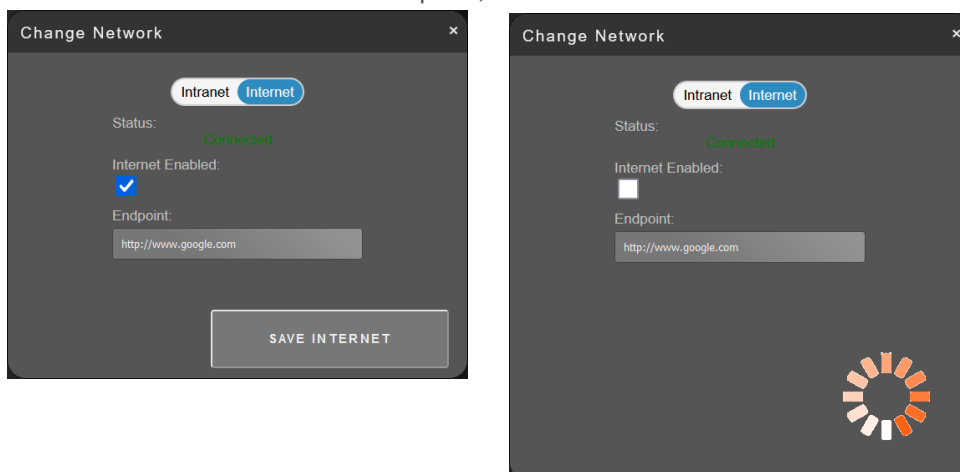 Change Network ×
Intranet Internet
Status:
Connected
Internet Enabled:
Endpoint:
http://www.google.com
SAVE INTERNET
Change Network ×
Intranet Internet
Status:
Connected
Internet Enabled:
Endpoint:
http://www.google.com